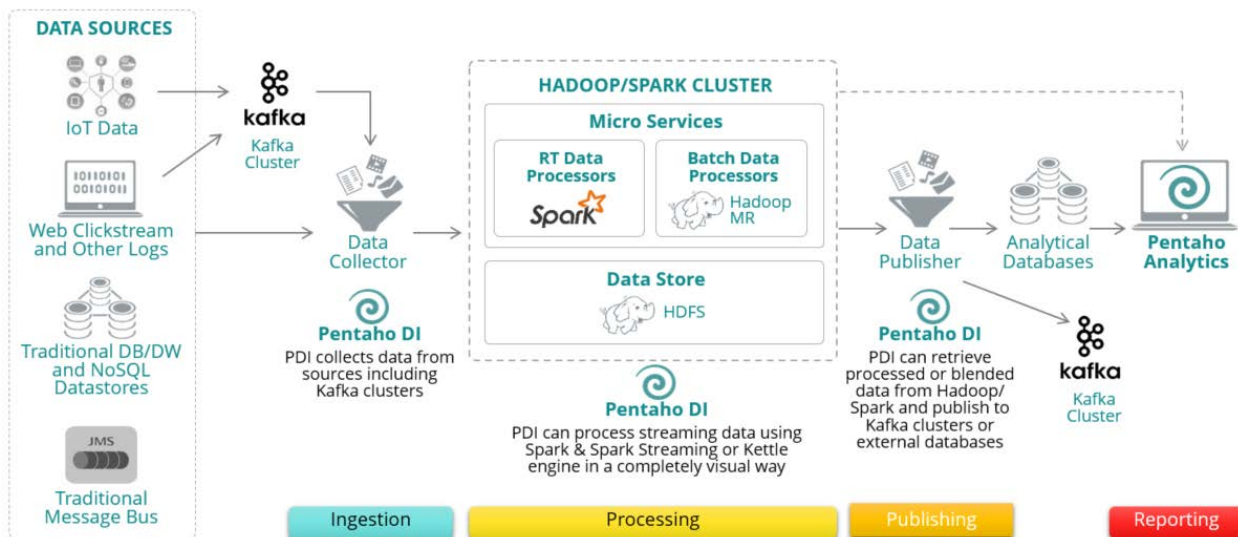 DATA SOURCES
IoT Data
10110101
00101011
Web Clickstream
and Other Logs
Traditional DB/DW
and NoSQL
Datastores
JMS
Traditional
Message Bus
kafka
Kafka
Cluster
Data
Collector
Pentaho DI
PDI collects data from
sources including
Kafka clusters
HADOOP/SPARK CLUSTER
Micro Services
RT Data
Processors
Spark
Batch Data
Processors
Hadoop
MR
Data Store
HDFS
Pentaho DI
PDI can process streaming data using
Spark & Spark Streaming or Kettle
engine in a completely visual way
Data
Publisher
Pentaho DI
PDI can retrieve
processed or blended
data from Hadoop/
Spark and publish to
Kafka clusters or
external databases
Analytical
Databases
kafka
Kafka
Cluster
Pentaho
Analytics
Ingestion
Processing
Publishing
Reporting